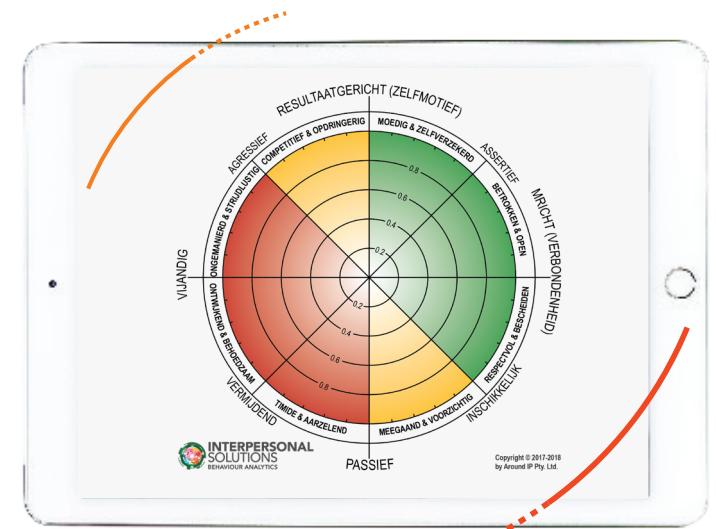 RESULTAATGERICHT (ZELFMOTIEF)
AGRESSIEF
COMPETITIEF & OPDRINGERIG
MOEDIG & ZELFVERZEKERD
ASSERTIEF
ONGEMANIERD & STRIJDLUSTIG
BETROKKEN & OPEN
MRICHT (VERBONDENHEID)
0.8
0.6
0.4
0.2
VIJANDIG
0.2
0.4
0.6
0.8
ONTWIJKEND & BEHOEDZAAM
RESPECTVOL & BESCHEIDEN
VERMIJDEND
TIMIDE & AARZELEND
MEEGAAND & VOORZICHTIG
INSCHIKKELIJK
PASSIEF
INTERPERSONAL
SOLUTIONS
BEHAVIOUR ANALYTICS
Copyright © 2017-2018
by Around IP Pty. Ltd.